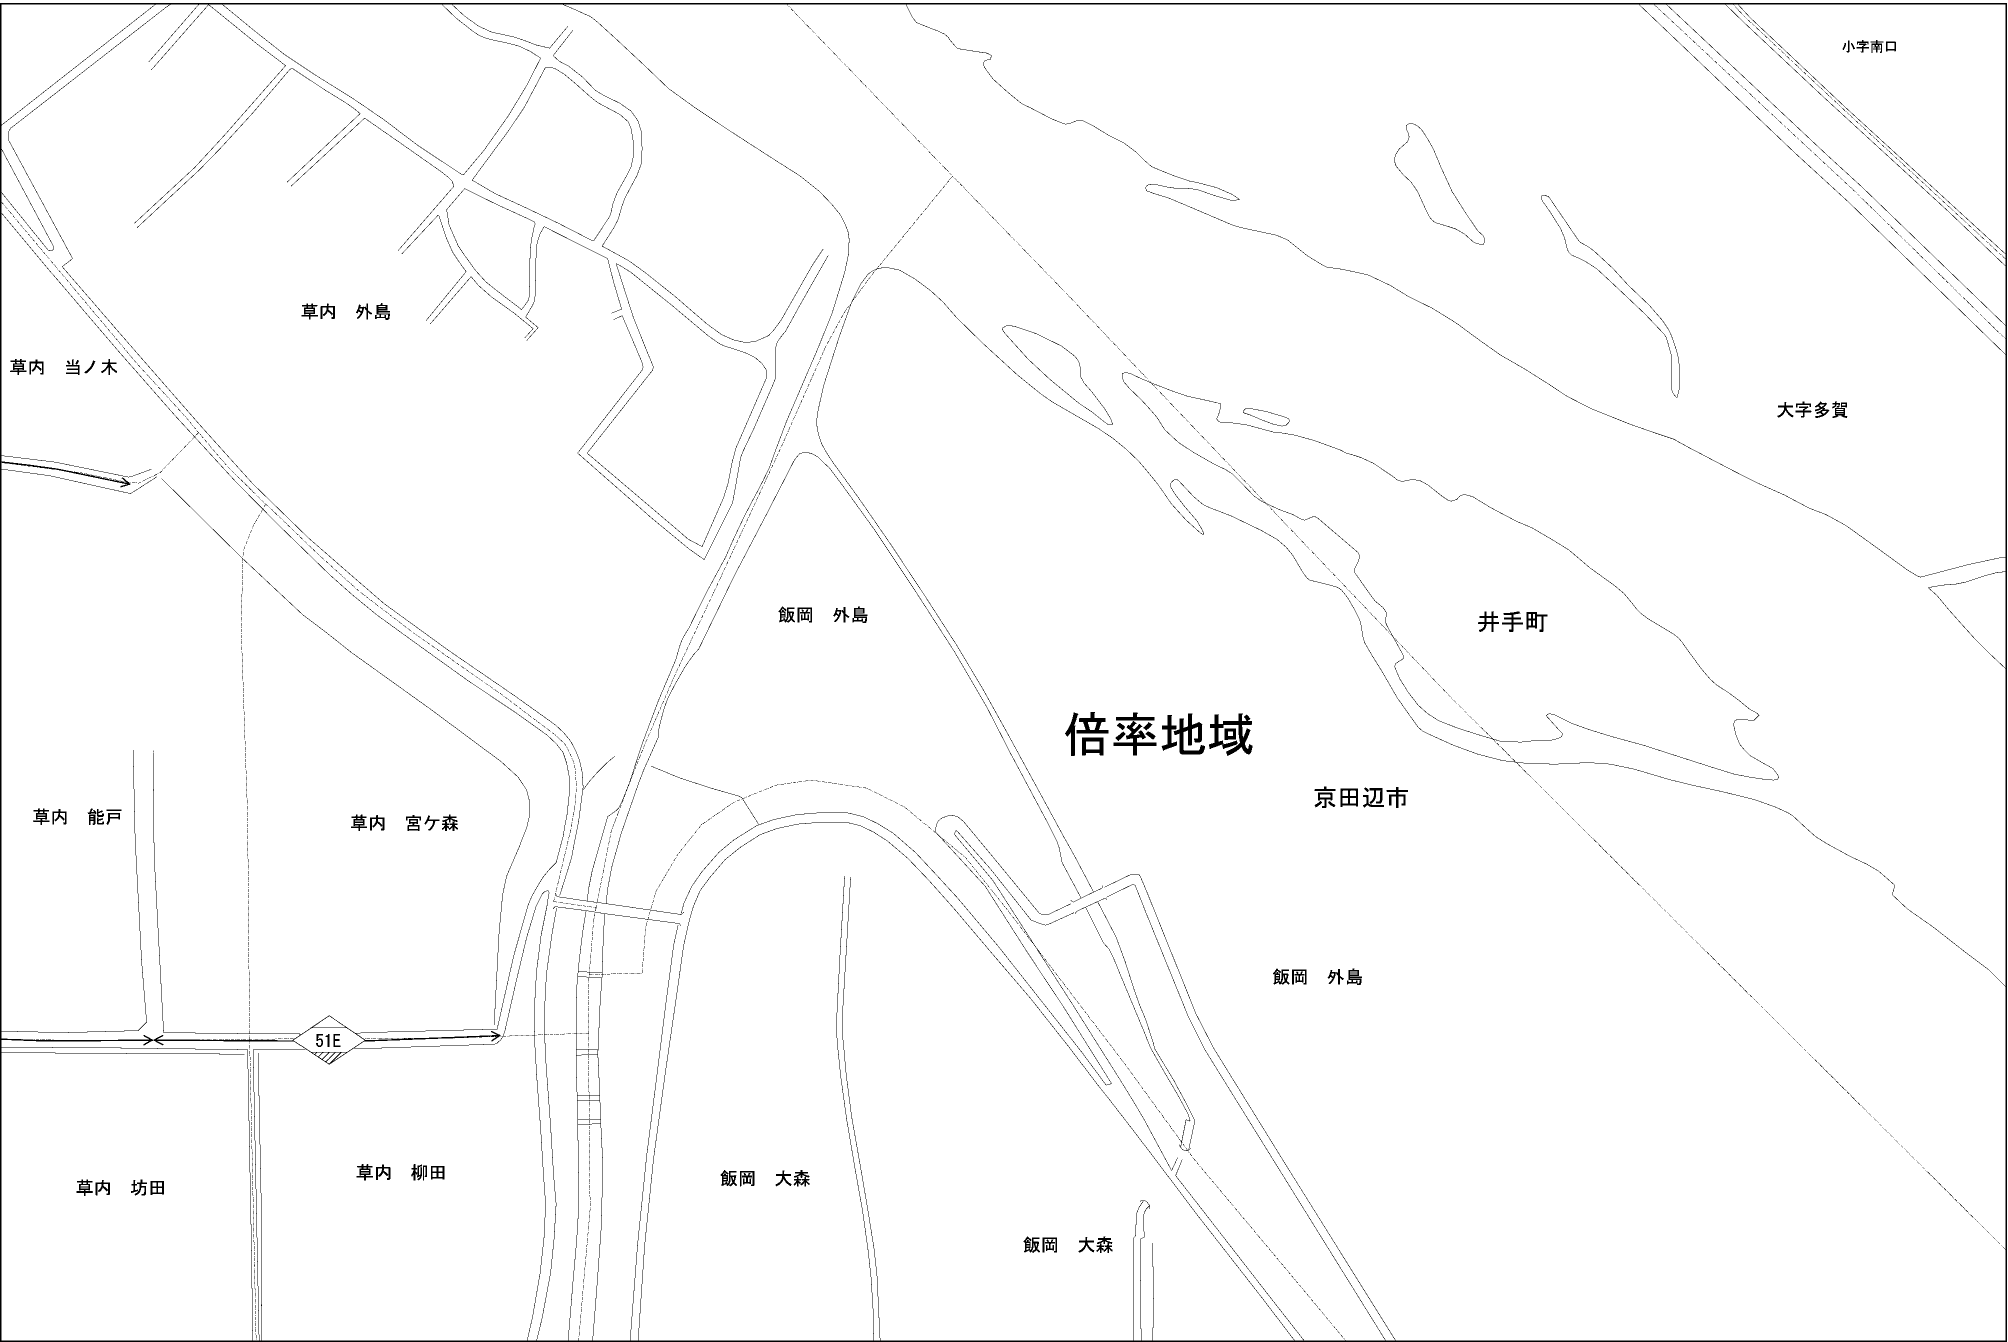 小字南口
草内　外島
草内　当ノ木
大字多賀
飯岡　外島
井手町
倍率地域
京田辺市
草内　能戸
草内　宮ケ森
飯岡　外島
51E
草内　坊田
草内　柳田
飯岡　大森
飯岡　大森